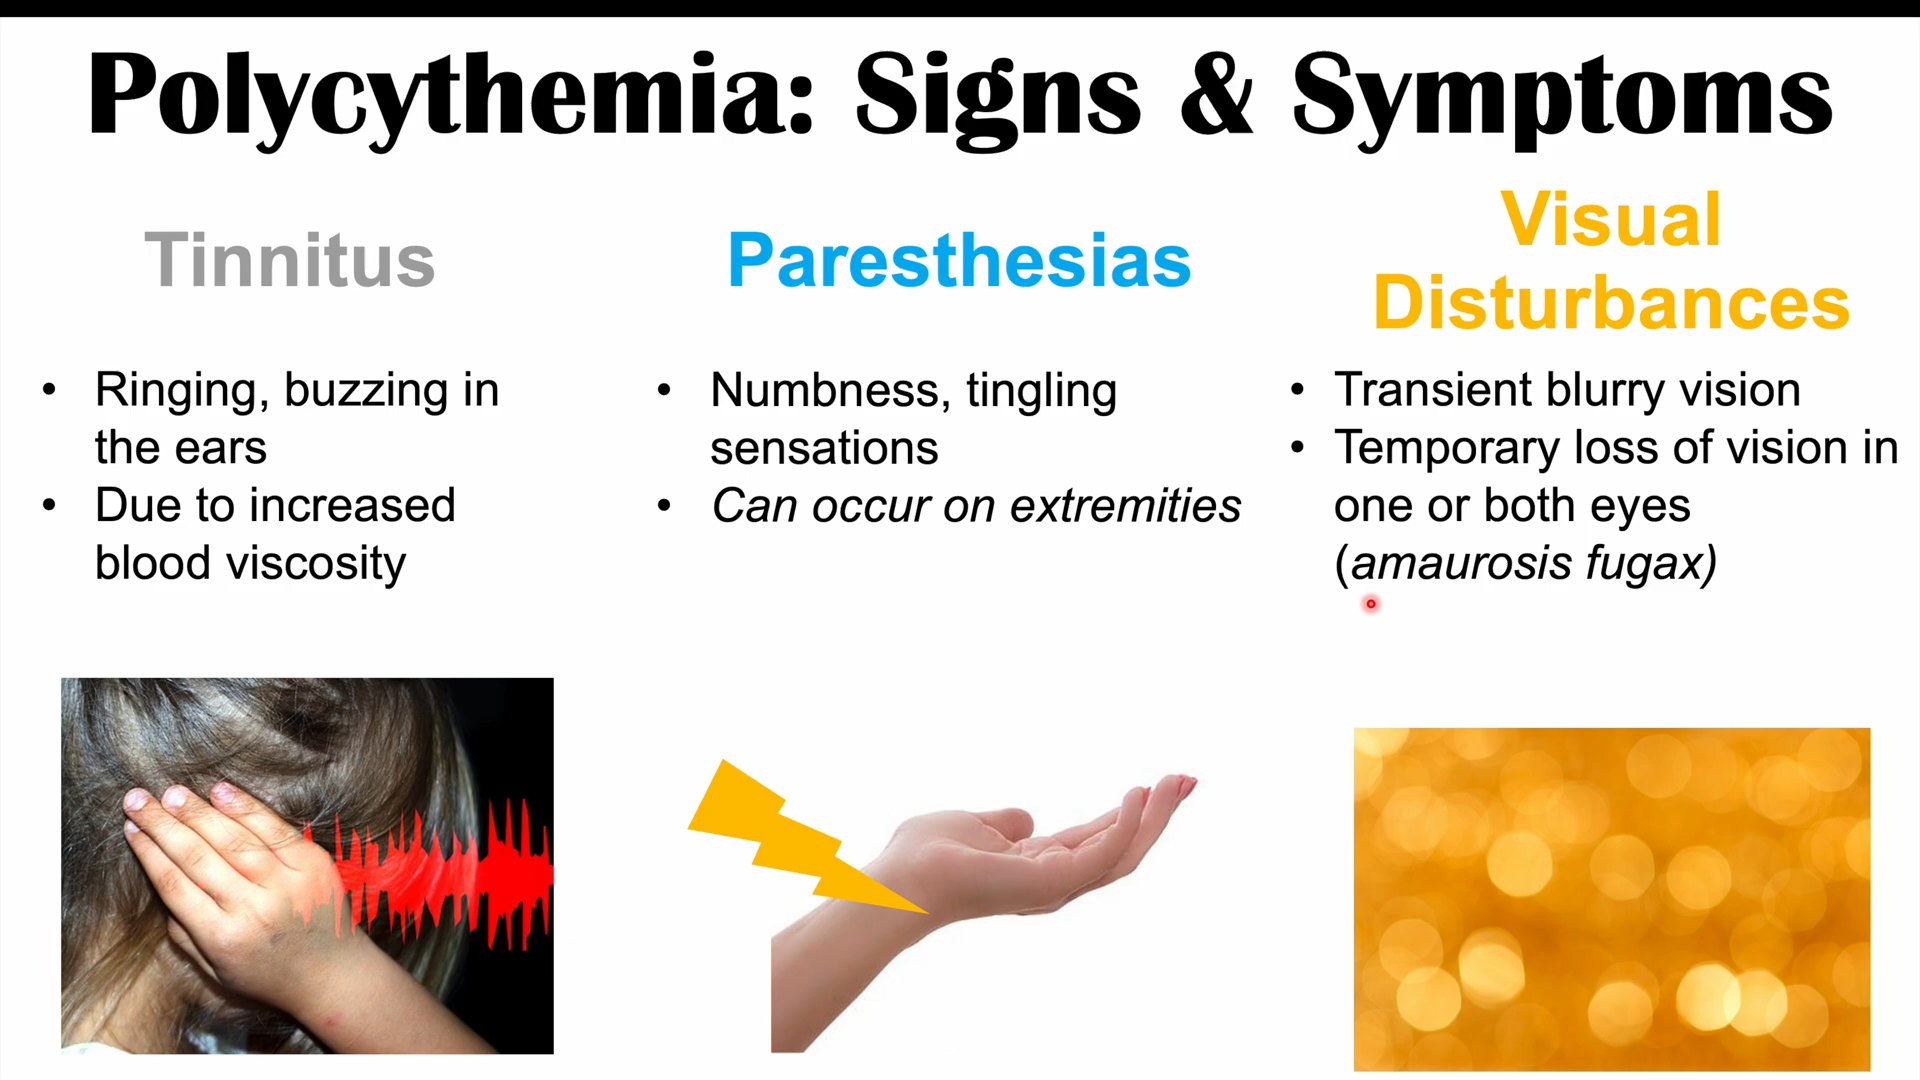 Polycythemia: Signs & Symptoms
Tinnitus
• Ringing, buzzing in
the ears
• Due to increased
blood viscosity
Paresthesias
• Numbness, tingling
sensations
• Can occur on extremities
Visual
Disturbances
• Transient blurry vision
• Temporary loss of vision in
one or both eyes
(amaurosis fugax)